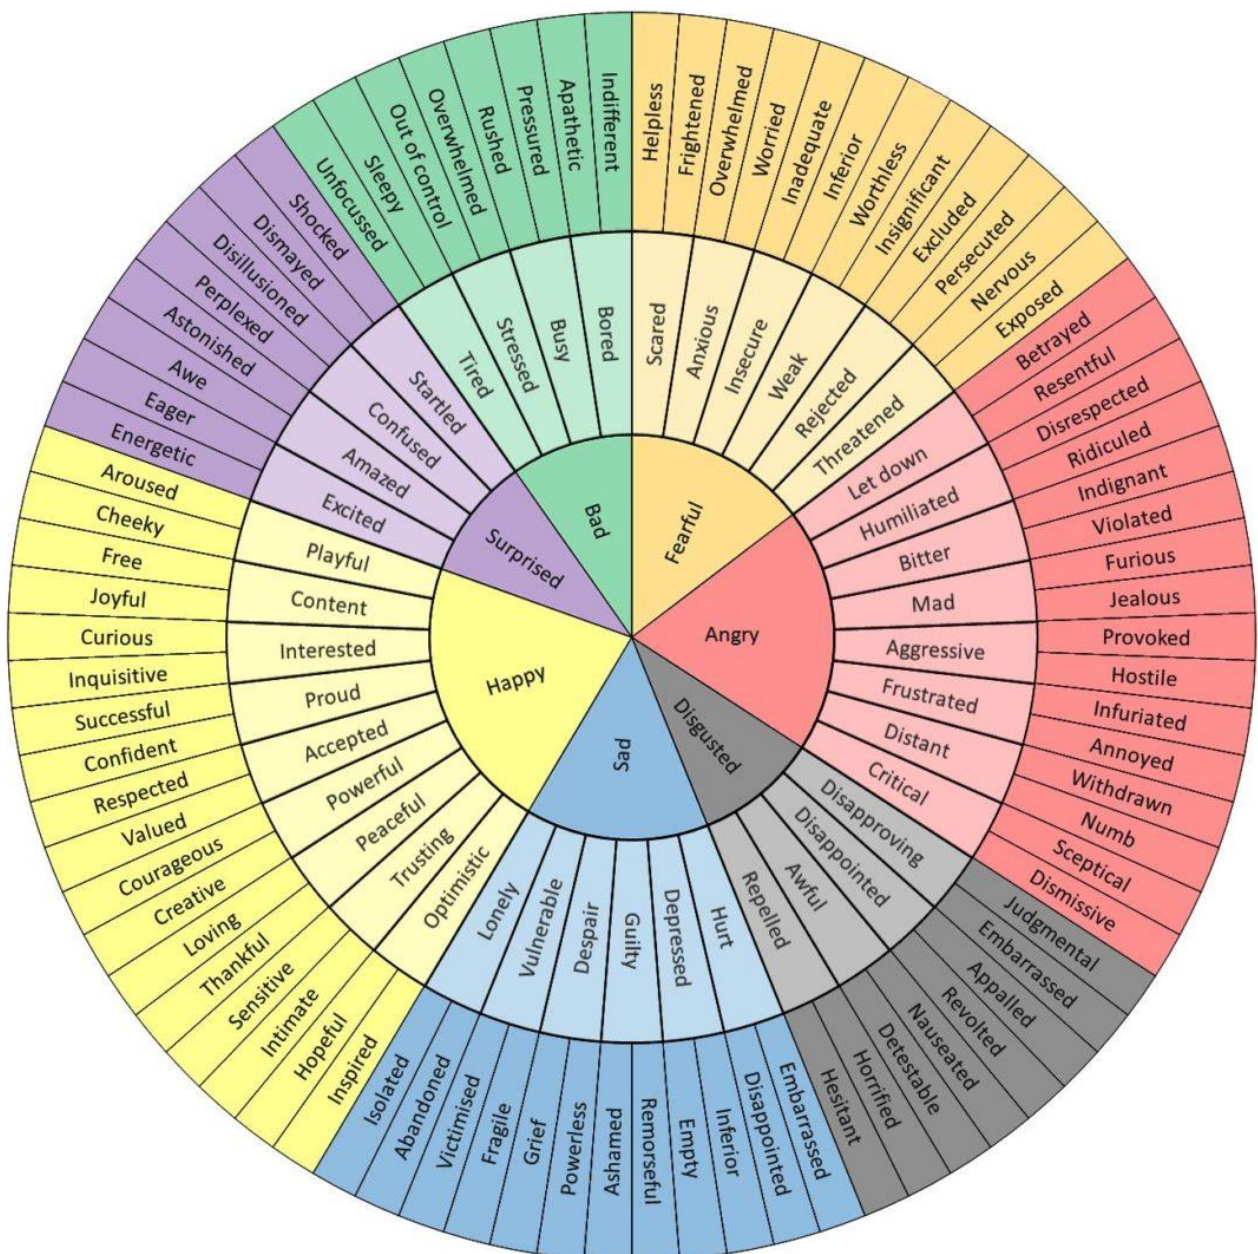 Fearful
Angry
Disgusted
Sad
Happy
Surprised
Bad
Scared
Anxious
Insecure
Weak
Rejected
Threatened
Let down
Humiliated
Bitter
Mad
Aggressive
Frustrated
Distant
Critical
Disapproving
Disappointed
Awful
Repelled
Hurt
Depressed
Guilty
Despair
Vulnerable
Lonely
Optimistic
Trusting
Peaceful
Powerful
Accepted
Proud
Interested
Content
Playful
Excited
Amazed
Confused
Startled
Tired
Stressed
Busy
Bored
Helpless
Frightened
Overwhelmed
Worried
Inadequate
Inferior
Worthless
Insignificant
Excluded
Persecuted
Nervous
Exposed
Betrayed
Resentful
Disrespected
Ridiculed
Indignant
Violated
Furious
Jealous
Provoked
Hostile
Infuriated
Annoyed
Withdrawn
Numb
Sceptical
Dismissive
Judgmental
Embarrassed
Appalled
Revolted
Nauseated
Detestable
Horrified
Hesitant
Embarrassed
Disappointed
Inferior
Empty
Remorseful
Ashamed
Powerless
Grief
Fragile
Victimised
Abandoned
Isolated
Inspired
Hopeful
Intimate
Sensitive
Thankful
Loving
Creative
Courageous
Valued
Respected
Confident
Successful
Inquisitive
Curious
Joyful
Free
Cheeky
Aroused
Energetic
Eager
Awe
Astonished
Perplexed
Disillusioned
Dismayed
Shocked
Unfocussed
Sleepy
Out of control
Overwhelmed
Rushed
Pressured
Apathetic
Indifferent